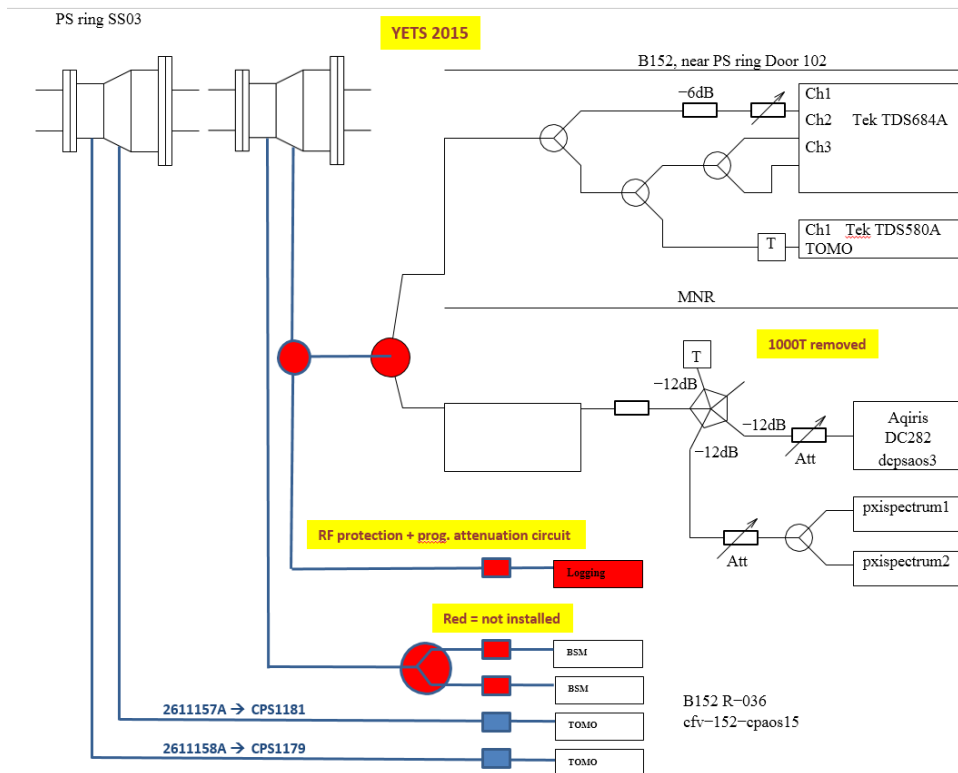 PS ring SS03
YETS 2015
B152, near PS ring Door 102
−6dB
Ch1
Ch2 Tek TDS684A
Ch3
Ch1 Tek TDS580A
T TOMO
MNR
1000T removed
T
−12dB
−12dB
−12dB
Att
Aqiris
DC282
dcpsaos3
pxispectrum1
Att
pxispectrum2
RF protection + prog. attenuation circuit
Logging
Red = not installed
BSM
BSM
2611157A → CPS1181
TOMO
2611158A → CPS1179
TOMO
B152 R−036
cfv−152−cpaos15